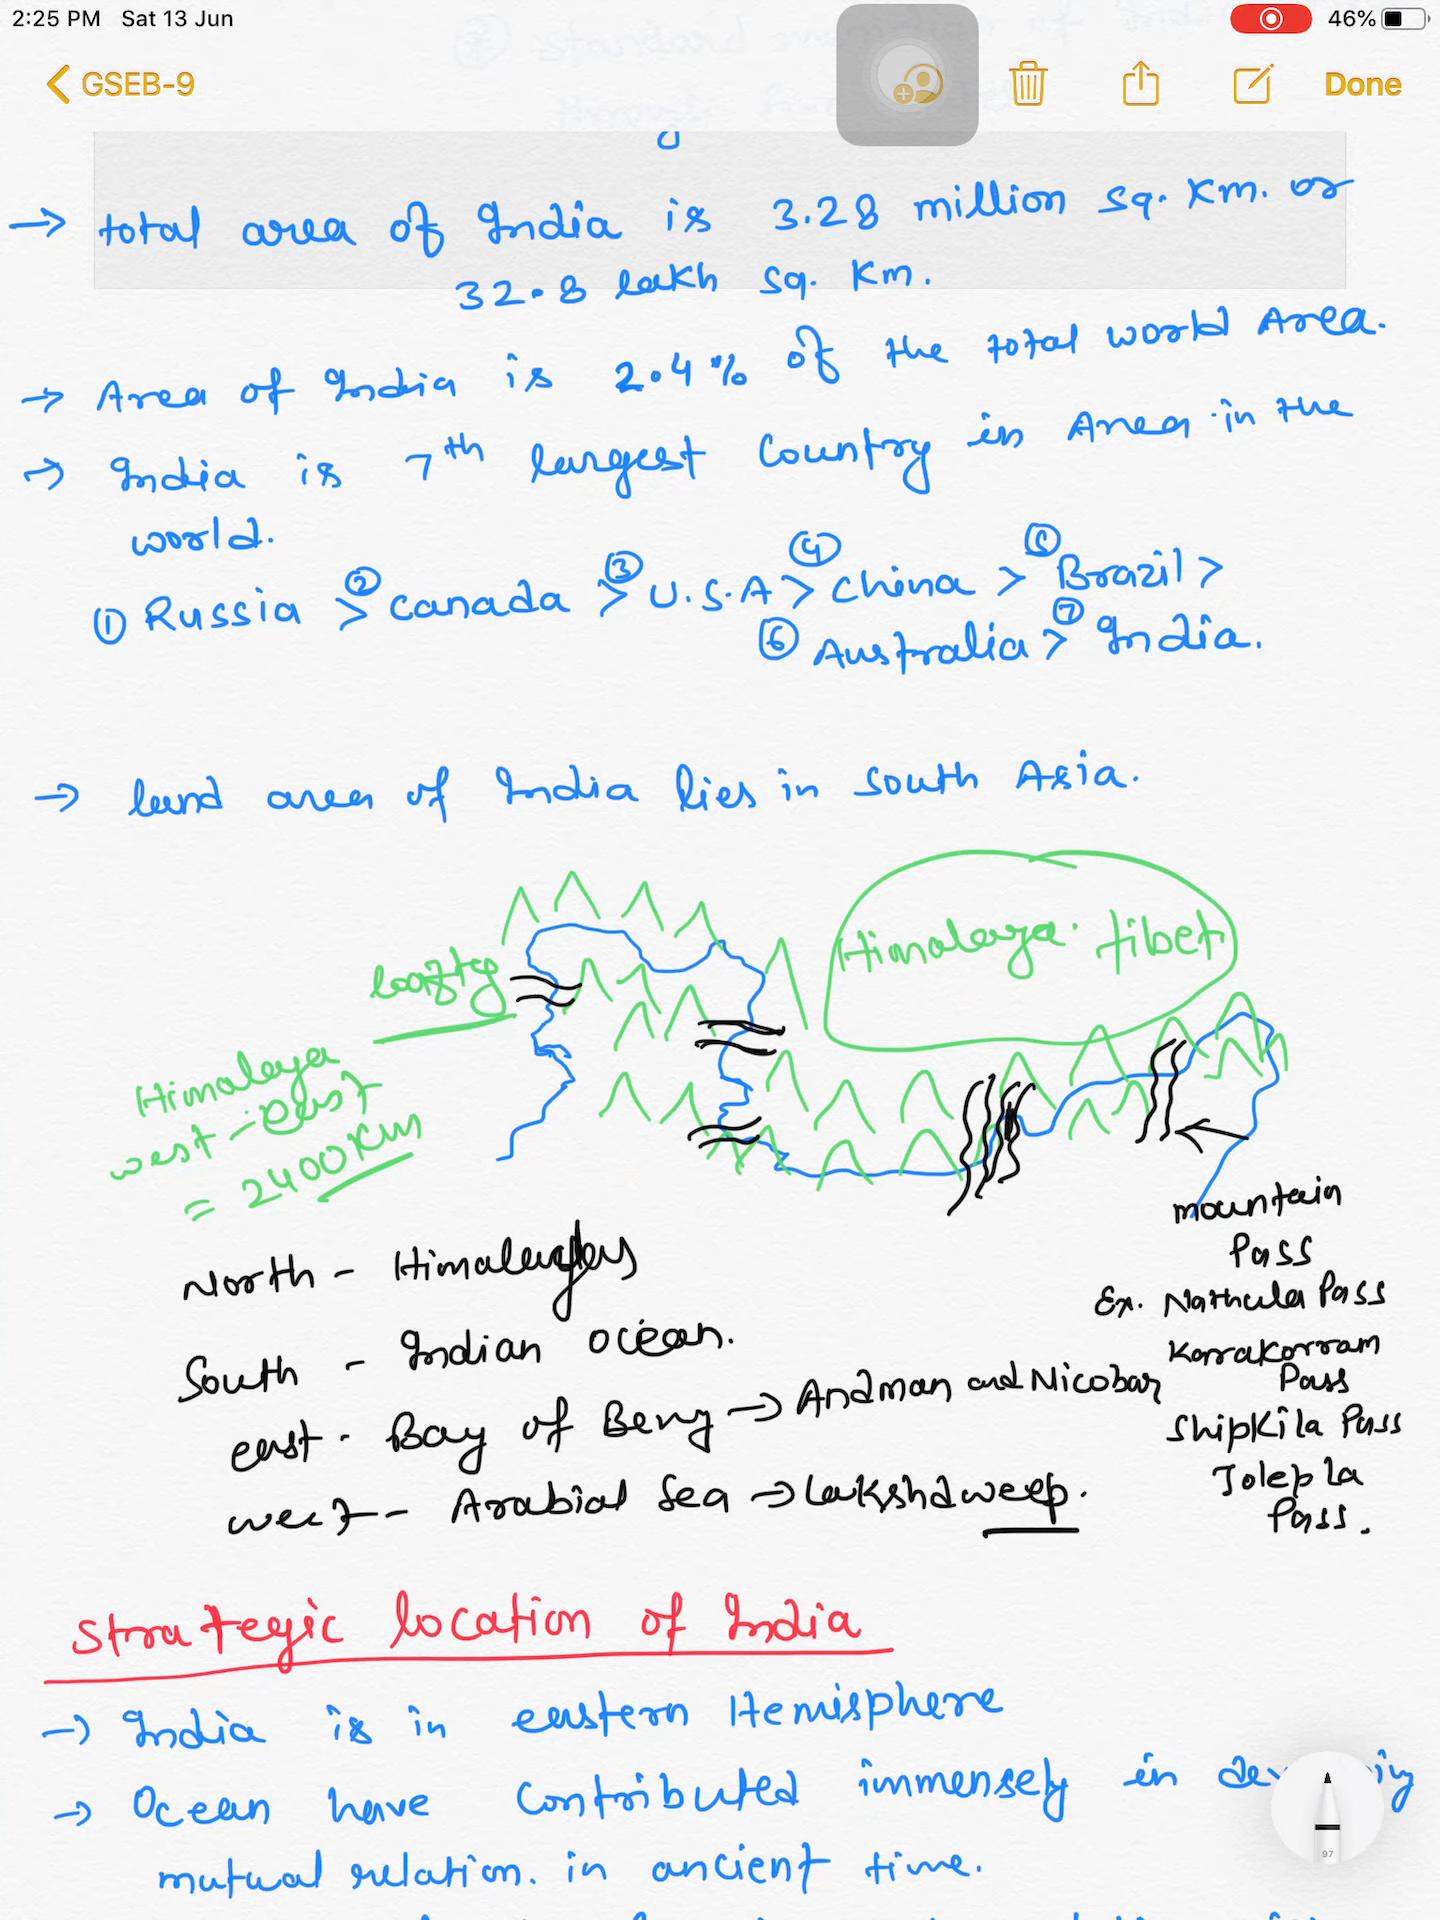 2:25 PM Sat 13 Jun 46%
GSEB-9 Done
→ total area of India is 3.28 million sq. Km. or
32.8 lakh sq. Km.
→ Area of India is 2.4% of the total world Area.
→ India is 7th largest Country in Area in the
world.
① Russia > ② Canada > ③ U.S.A > ④ China > ⑤ Brazil >
⑥ Australia > ⑦ India.
→ land area of India lies in South Asia.
Himalaya tibet
Himalaya
west - east
= 2400 km
mountain
Pass
Ex. Nathula Pass
Karrakorram
Pass
Shipkila Pass
Jolep la
Pass.
North - Himalayas
South - Indian ocean.
east - Bay of Beng → Andman and Nicobar
west - Arabial Sea → Lakshdweep.
Strategic location of India
→ India is in eastern Hemisphere
→ Ocean have contributed immensely in
mutual relation. in ancient time.
97